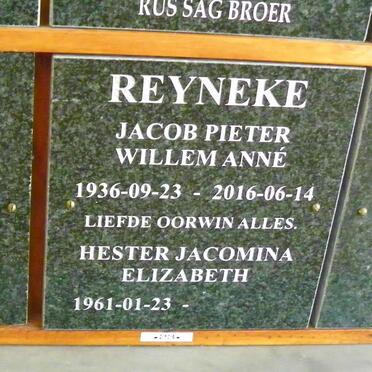 RUS SAG BROER
REYNEKE
JACOB PIETER
WILLEM ANNÉ
1936-09-23 - 2016-06-14
LIEFDE OORWIN ALLES.
HESTER JACOMINA
ELIZABETH
1961-01-23 -